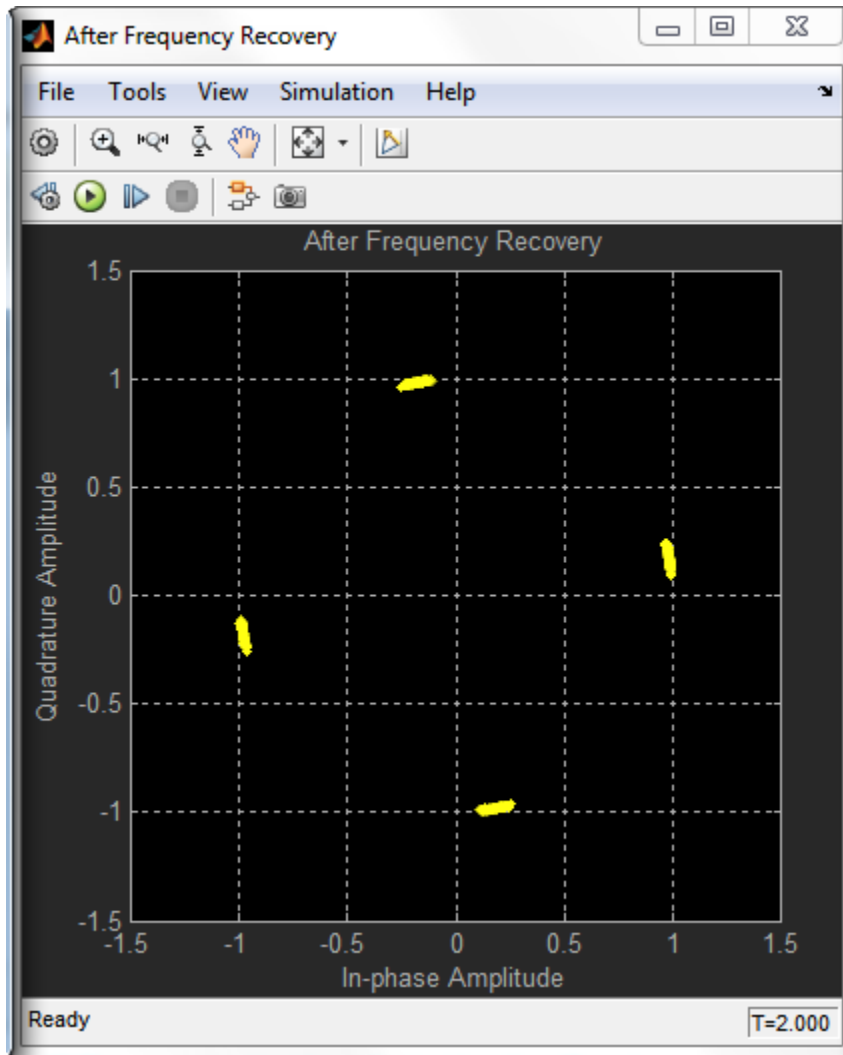 After Frequency Recovery
File Tools View Simulation Help
After Frequency Recovery
1.5
1
0.5
0
-0.5
-1
-1.5
Quadrature Amplitude
-1.5 -1 -0.5 0 0.5 1 1.5
In-phase Amplitude
Ready T=2.000